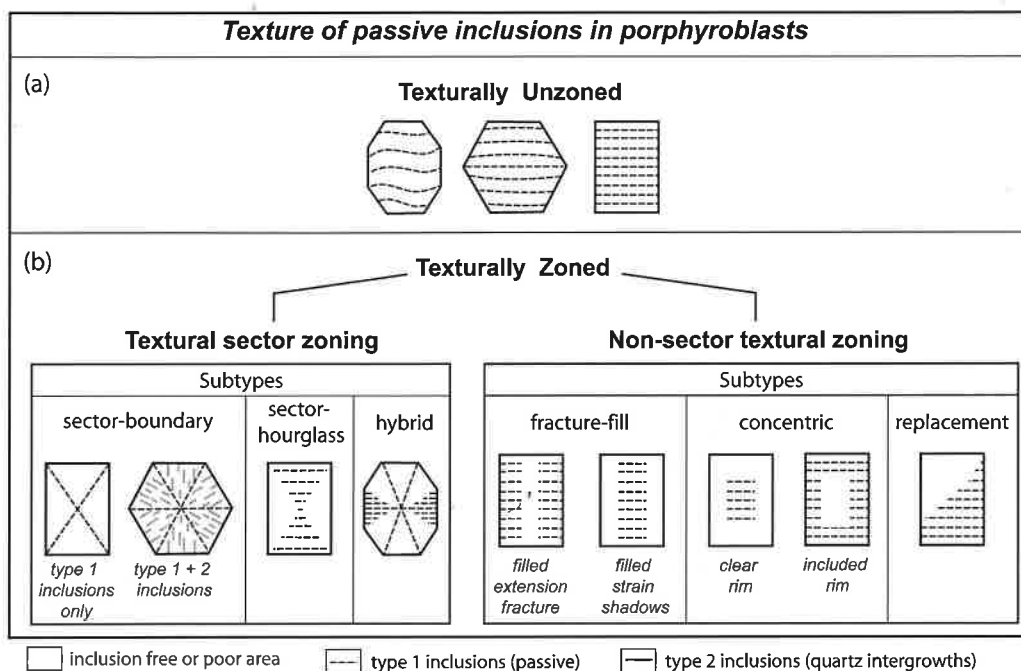 Texture of passive inclusions in porphyroblasts
(a)
Texturally Unzoned
(b)
Texturally Zoned
Textural sector zoning
Subtypes
sector-boundary
sector-
hourglass
hybrid
type 1
inclusions
only
type 1 + 2
inclusions
Non-sector textural zoning
Subtypes
fracture-fill
concentric
replacement
filled
extension
fracture
filled
strain
shadows
clear
rim
included
rim
inclusion free or poor area
type 1 inclusions (passive)
type 2 inclusions (quartz intergrowths)